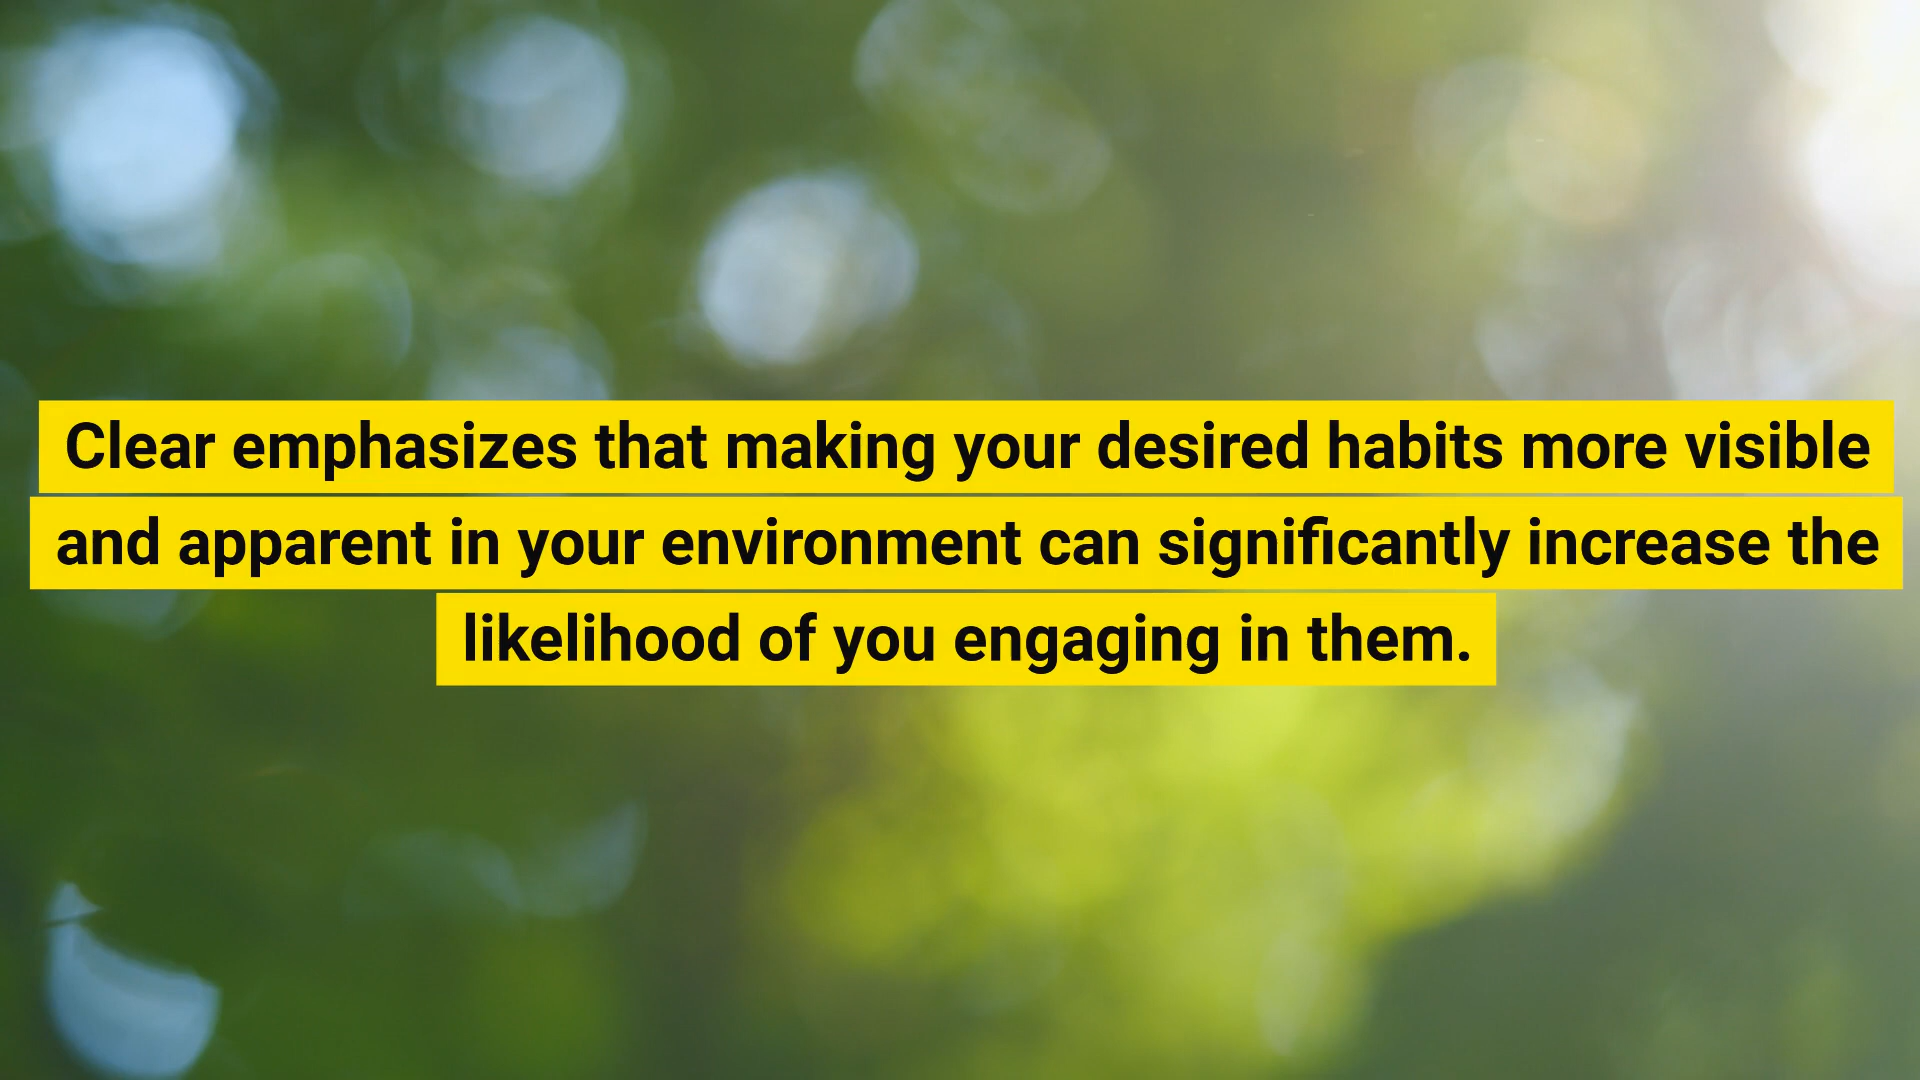 Clear emphasizes that making your desired habits more visible
and apparent in your environment can significantly increase the
likelihood of you engaging in them.